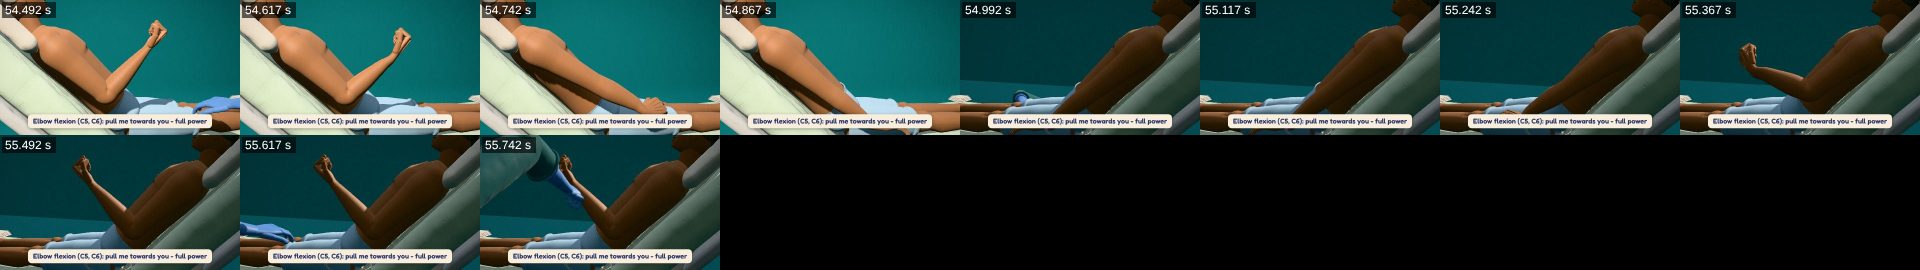 54.492 s
54.617 s
54.742 s
54.867 s
54.992 s
55.117 s
55.242 s
55.367 s
Elbow flexion (C5, C6): pull me towards you - full power
Elbow flexion (C5, C6): pull me towards you - full power
Elbow flexion (C5, C6): pull me towards you - full power
Elbow flexion (C5, C6): pull me towards you - full power
Elbow flexion (C5, C6): pull me towards you - full power
Elbow flexion (C5, C6): pull me towards you - full power
Elbow flexion (C5, C6): pull me towards you - full power
Elbow flexion (C5, C6): pull me towards you - full power
55.492 s
55.617 s
55.742 s
Elbow flexion (C5, C6): pull me towards you - full power
Elbow flexion (C5, C6): pull me towards you - full power
Elbow flexion (C5, C6): pull me towards you - full power